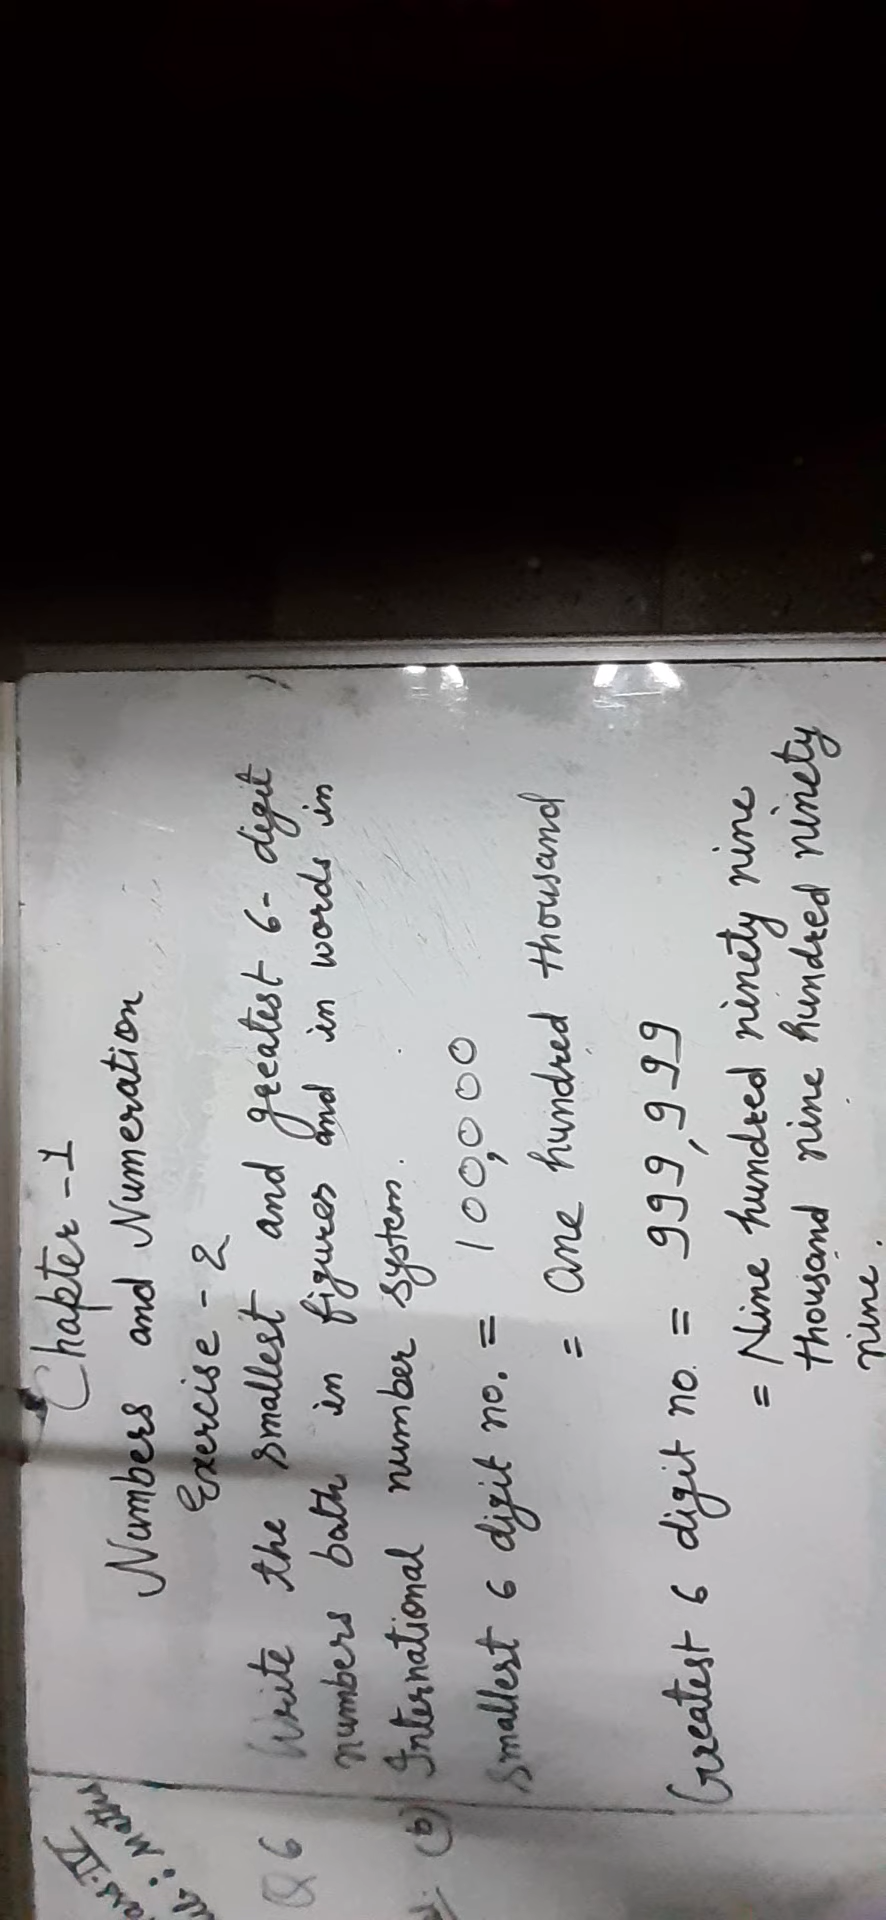 Chapter - 1
Numbers and Numeration
Exercise - 2
Q6 Write the smallest and greatest 6- digit
numbers bath in figures and in words in
(b) International number system.
Smallest 6 digit no. = 100,000
= One hundred thousand
Greatest 6 digit no. = 999,999
= Nine hundred ninety nine
thousand nine hundred ninety
nine.